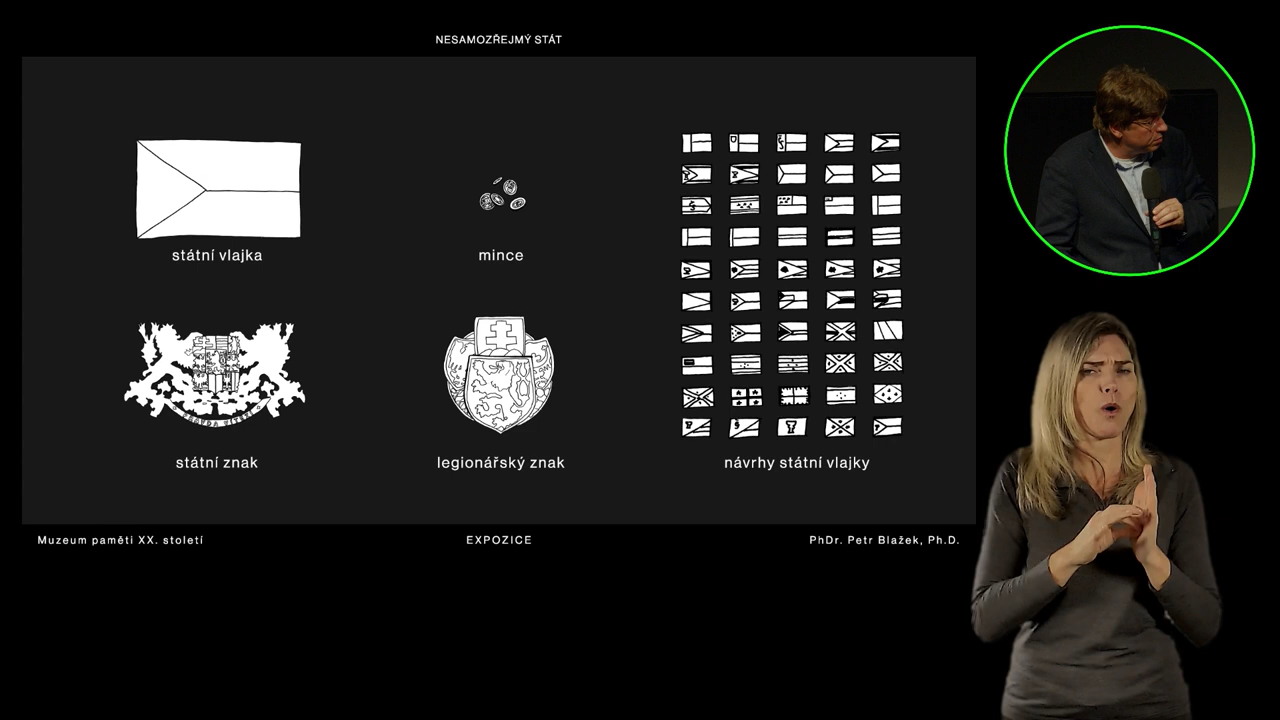 NESAMOZŘEJMÝ STÁT
státní vlajka
mince
státní znak
legionářský znak
návrhy státní vlajky
Muzeum paměti XX. století
EXPOZICE
PhDr. Petr Blažek, Ph.D.